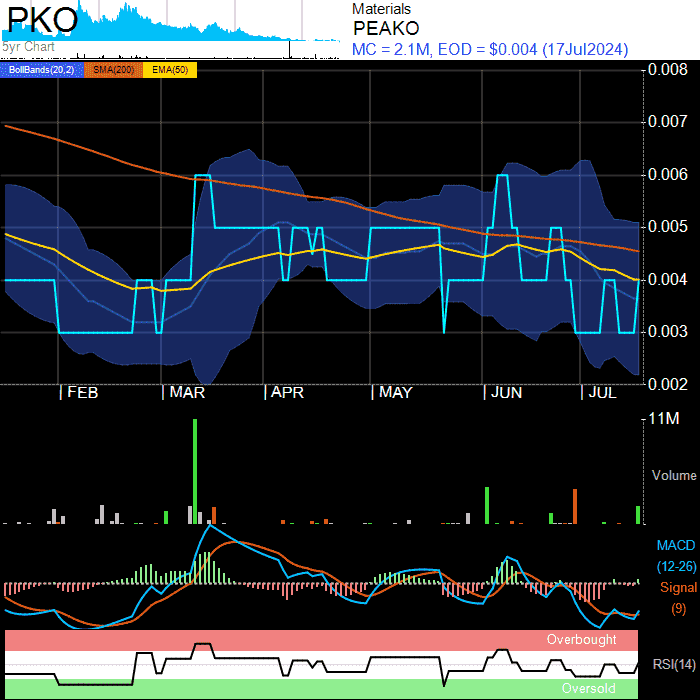 PKO
5yr Chart
Materials
PEAKO
MC = 2.1M, EOD = $0.004 (17Jul2024)
BollBands(20,2) SMA(200) EMA(50)
0.008
0.007
0.006
0.005
0.004
0.003
0.002
FEB MAR APR MAY JUN JUL
11M
Volume
MACD
(12-26)
Signal
(9)
Overbought
RSI(14)
Oversold